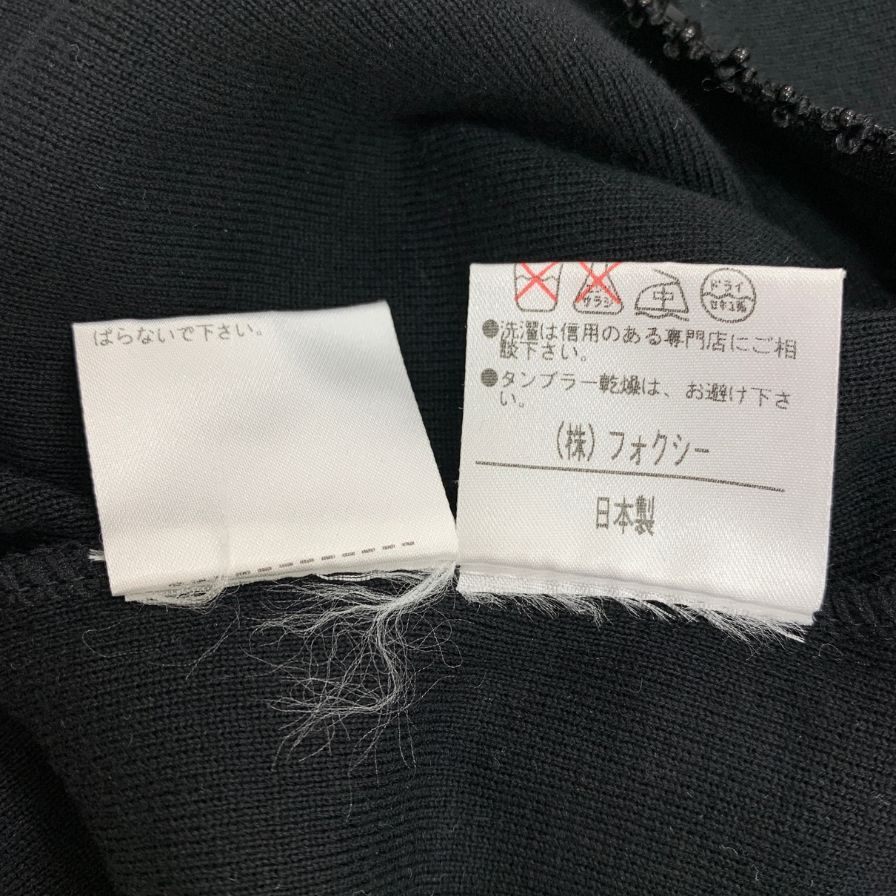 ばらないで下さい。
エンソ
サラシ
中
ドライ
セキユ系
●洗濯は信用のある専門店にご相
談下さい。
●タンブラー乾燥は、お避け下さ
い。
(株)フォクシー
日本製